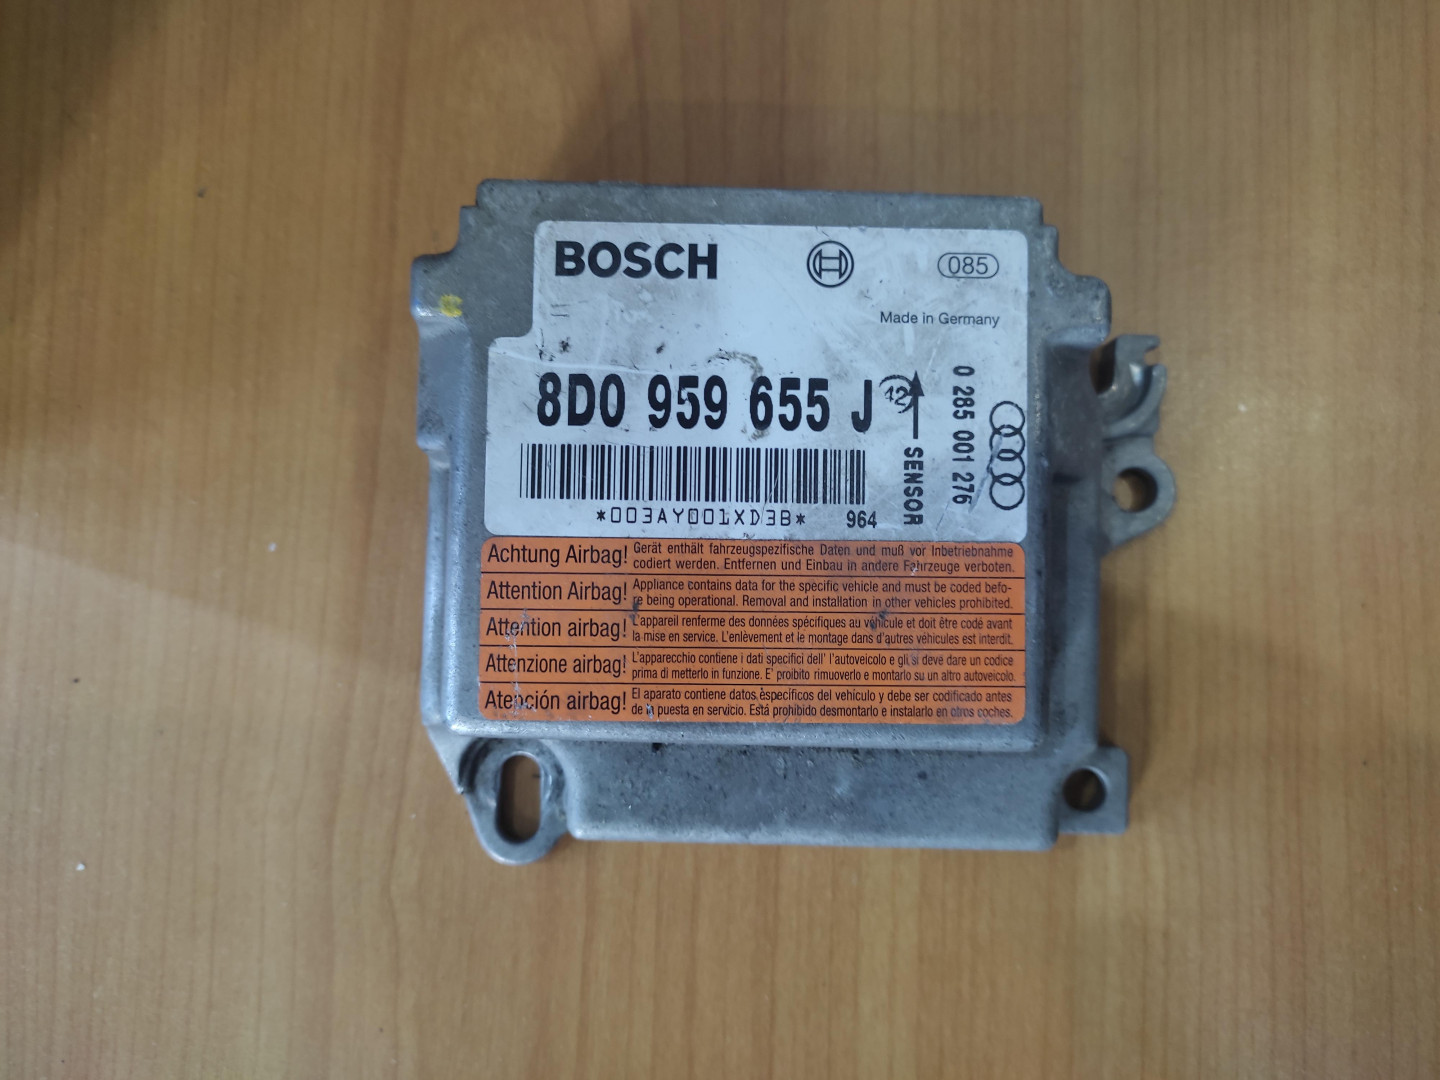 BOSCH
085
Made in Germany
8D0 959 655 J
12
SENSOR
0 285 001 276
*003AY001XD3B* 964
Achtung Airbag! Gerät enthält fahrzeugspezifische Daten und muß vor Inbetriebnahme
codiert werden. Entfernen und Einbau in andere Fahrzeuge verboten.
Attention Airbag! Appliance contains data for the specific vehicle and must be coded befo-
re being operational. Removal and installation in other vehicles prohibited.
Attention airbag! L'appareil renferme des données spécifiques au véhicule et doit être codé avant
la mise en service. L'enlèvement et le montage dans d'autres véhicules est interdit.
Attenzione airbag! L'apparecchio contiene i dati specifici dell' l'autoveicolo e gli si deve dare un codice
prima di metterlo in funzione. E' proibito rimuoverlo e montarlo su un altro autoveicolo.
Atención airbag! El aparato contiene datos especificos del vehículo y debe ser codificado antes
de la puesta en servicio. Está prohibido desmontarlo e instalarlo en otros coches.